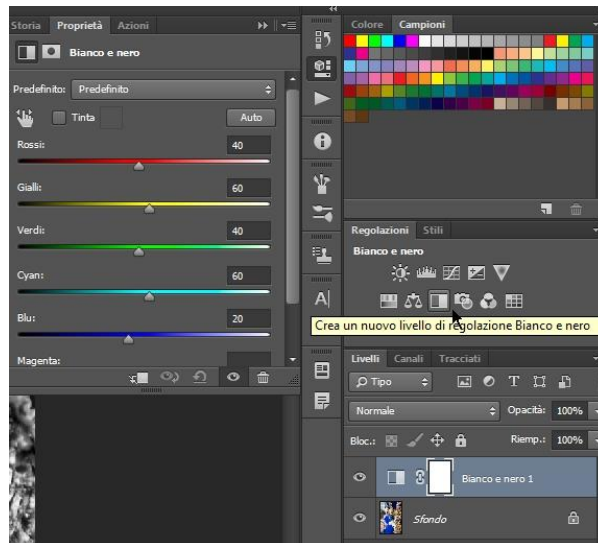 Storia Proprietà Azioni
Bianco e nero
Predefinito: Predefinito
Tinta Auto
Rossi: 40
Gialli: 60
Verdi: 40
Cyan: 60
Blu: 20
Magenta:
Colore Campioni
Regolazioni Stili
Bianco e nero
Crea un nuovo livello di regolazione Bianco e nero
Livelli Canali Tracciati
Tipo
Normale Opacità: 100%
Bloc.: Riemp.: 100%
Bianco e nero 1
Sfondo